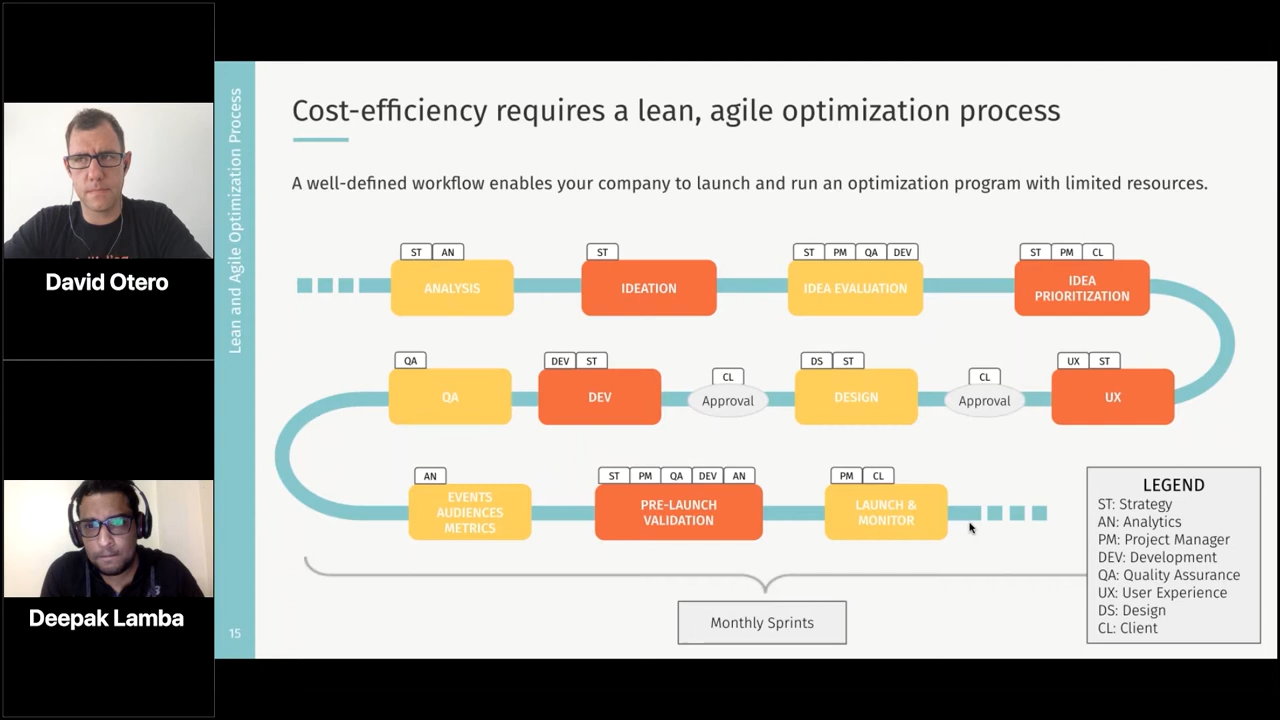 David Otero
Deepak Lamba
Lean and Agile Optimization Process
15
Cost-efficiency requires a lean, agile optimization process
A well-defined workflow enables your company to launch and run an optimization program with limited resources.
ST AN
ANALYSIS
ST
IDEATION
ST PM QA DEV
IDEA EVALUATION
ST PM CL
IDEA
PRIORITIZATION
QA
QA
DEV ST
DEV
CL
Approval
DS ST
DESIGN
CL
Approval
UX ST
UX
AN
EVENTS
AUDIENCES
METRICS
ST PM QA DEV AN
PRE-LAUNCH
VALIDATION
PM CL
LAUNCH &
MONITOR
Monthly Sprints
LEGEND
ST: Strategy
AN: Analytics
PM: Project Manager
DEV: Development
QA: Quality Assurance
UX: User Experience
DS: Design
CL: Client